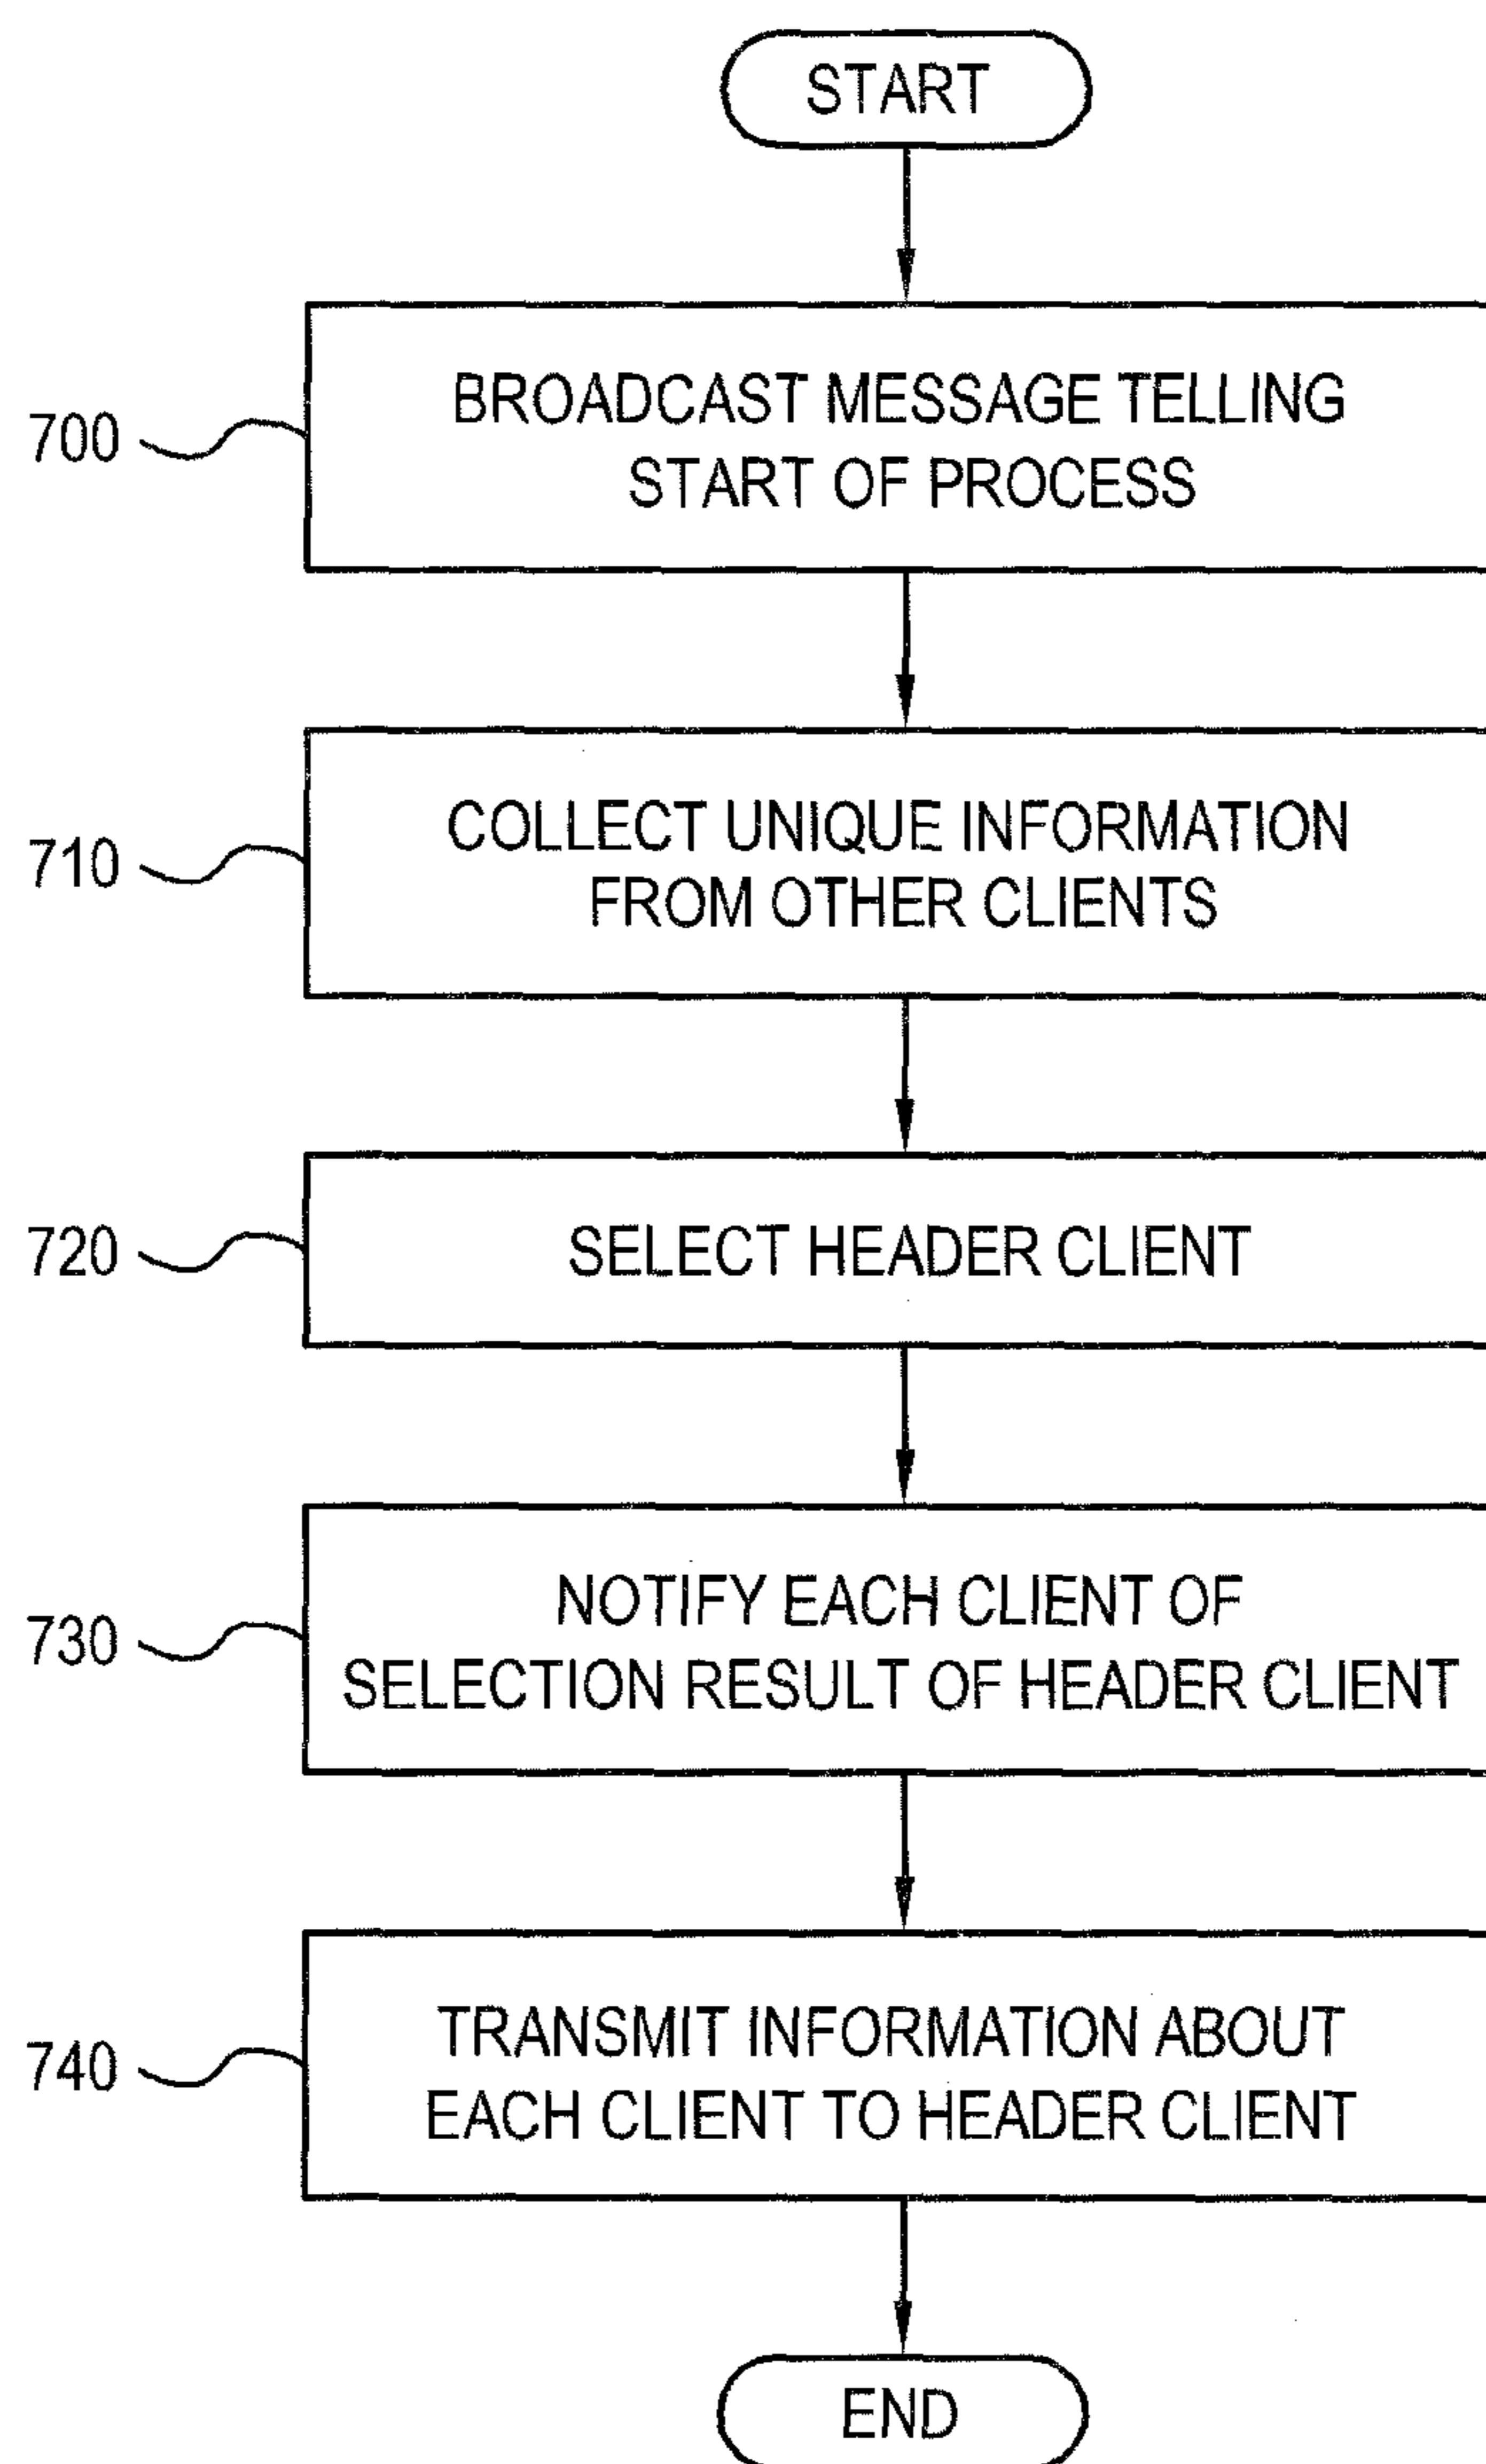 START
700
BROADCAST MESSAGE TELLING
START OF PROCESS
710
COLLECT UNIQUE INFORMATION
FROM OTHER CLIENTS
720
SELECT HEADER CLIENT
730
NOTIFY EACH CLIENT OF
SELECTION RESULT OF HEADER CLIENT
740
TRANSMIT INFORMATION ABOUT
EACH CLIENT TO HEADER CLIENT
END